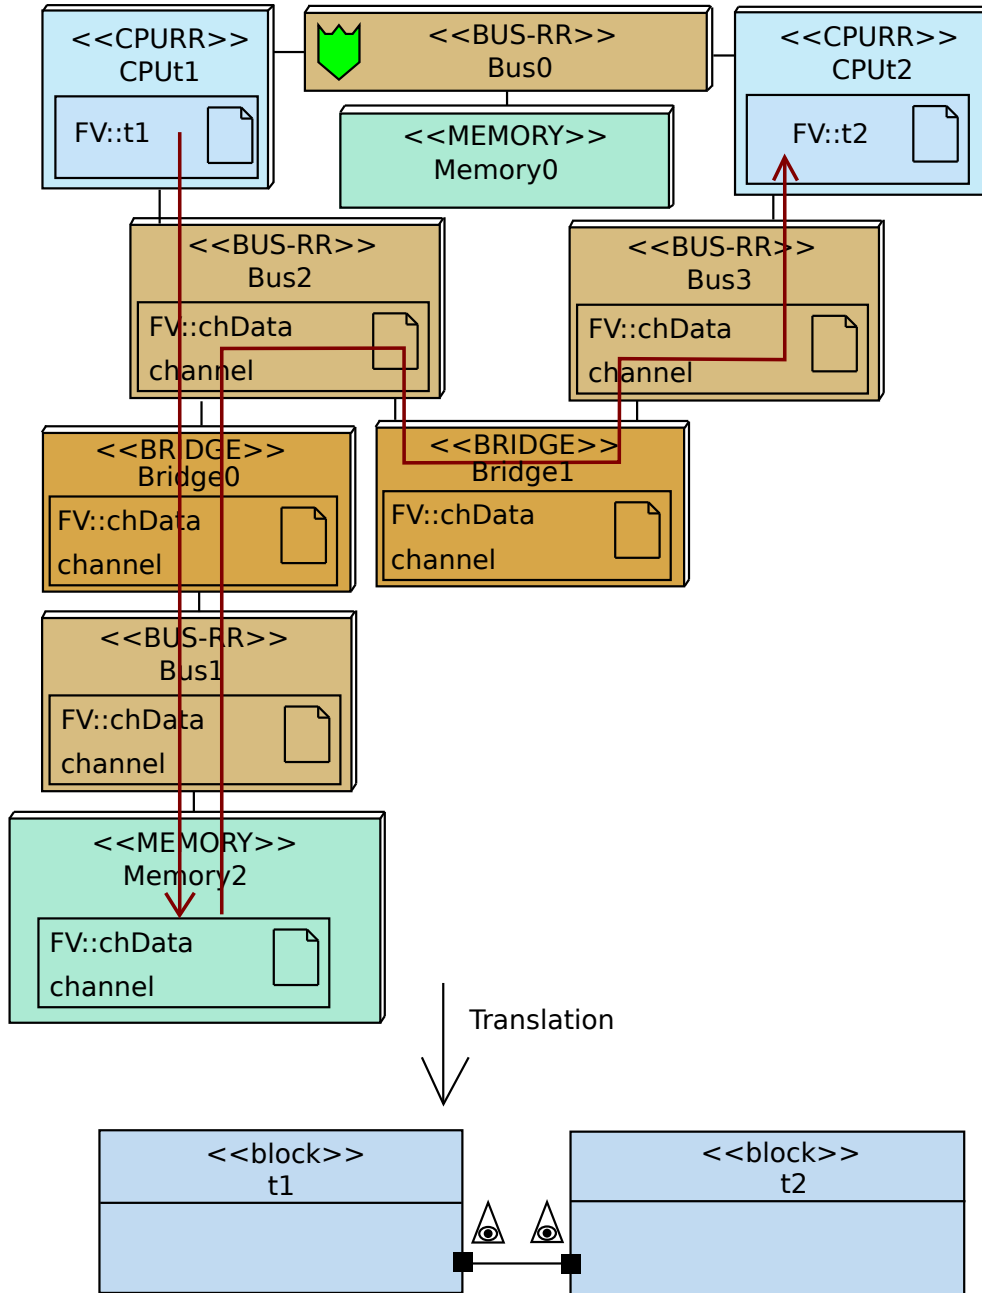 <<CPURR>>
CPUt1
FV::t1
<<BUS-RR>>
Bus0
<<CPURR>>
CPUt2
FV::t2
<<MEMORY>>
Memory0
<<BUS-RR>>
Bus2
FV::chData
channel
<<BUS-RR>>
Bus3
FV::chData
channel
<<BRIDGE>>
Bridge0
FV::chData
channel
<<BRIDGE>>
Bridge1
FV::chData
channel
<<BUS-RR>>
Bus1
FV::chData
channel
<<MEMORY>>
Memory2
FV::chData
channel
Translation
<<block>>
t1
<<block>>
t2